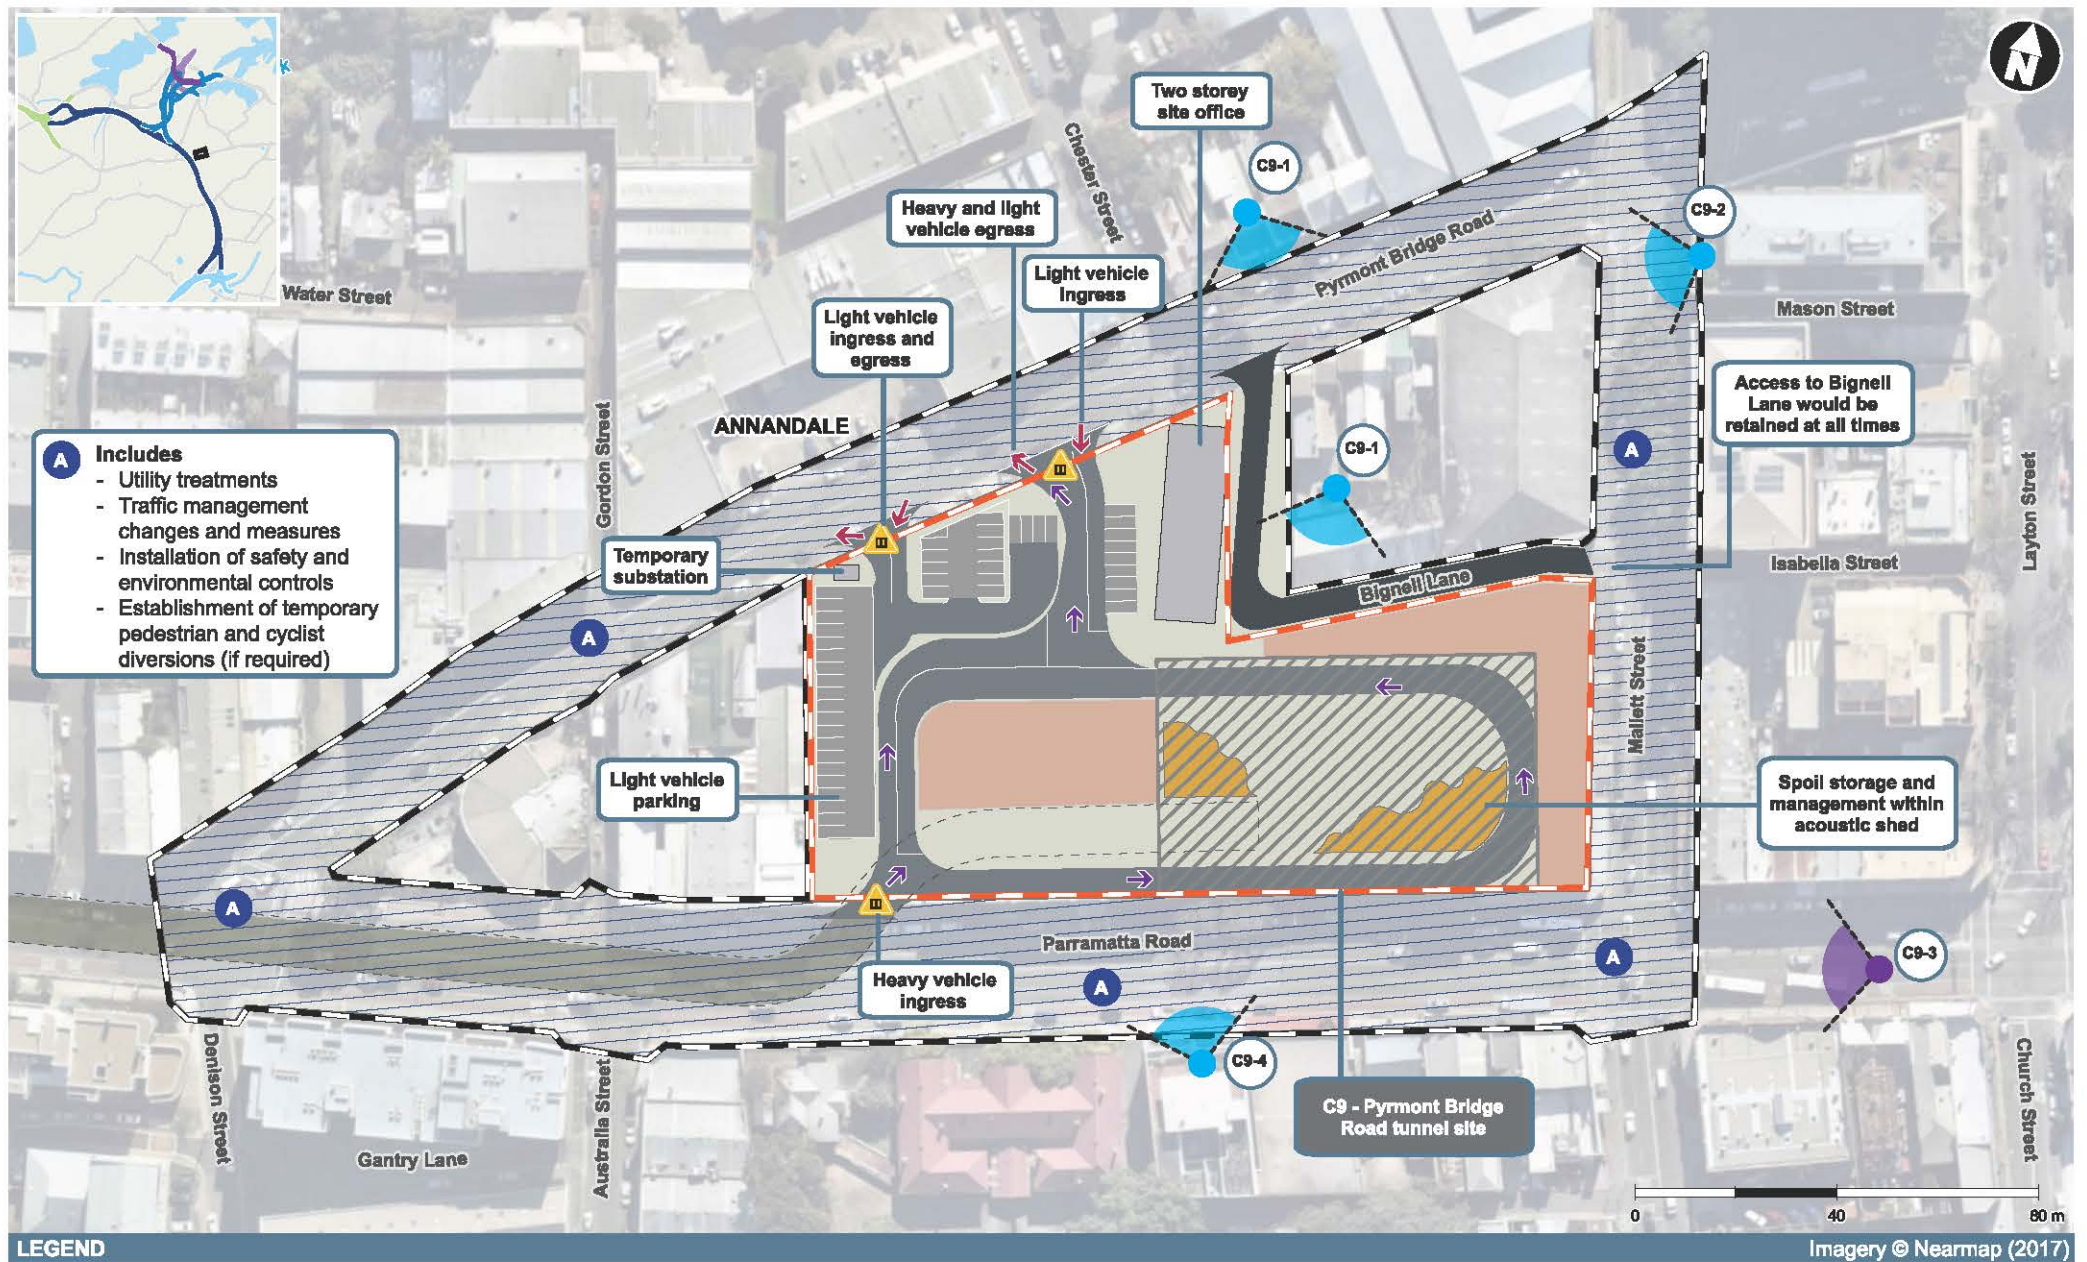 N
Two storey
site office
C9-1
Chester Street
Heavy and light
vehicle egress
C9-2
Pyrmont Bridge Road
Light vehicle
ingress
Water Street
Mason Street
Light vehicle
ingress and
egress
Access to Bignell
Lane would be
retained at all times
ANNANDALE
Gordon Street
A
C9-1
A Includes
- Utility treatments
- Traffic management
changes and measures
- Installation of safety and
environmental controls
- Establishment of temporary
pedestrian and cyclist
diversions (if required)
Layton Street
Temporary
substation
Isabella Street
Bignell Lane
A
Mallett Street
Light vehicle
parking
Spoil storage and
management within
acoustic shed
A
Parramatta Road
A
C9-3
Heavy vehicle
ingress
A
C9-4
Denison Street
Australia Street
Church Street
C9 - Pyrmont Bridge
Road tunnel site
Gantry Lane
0 40 80 m
LEGEND
Imagery © Nearmap (2017)